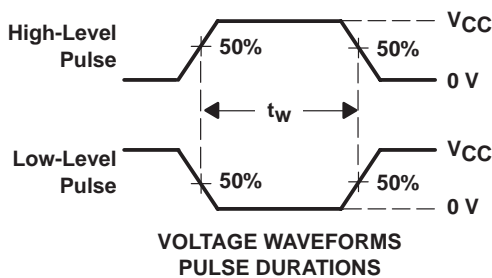 High-Level
Pulse
50%
50%
VCC
0 V
tw
Low-Level
Pulse
50%
50%
VCC
0 V
VOLTAGE WAVEFORMS
PULSE DURATIONS